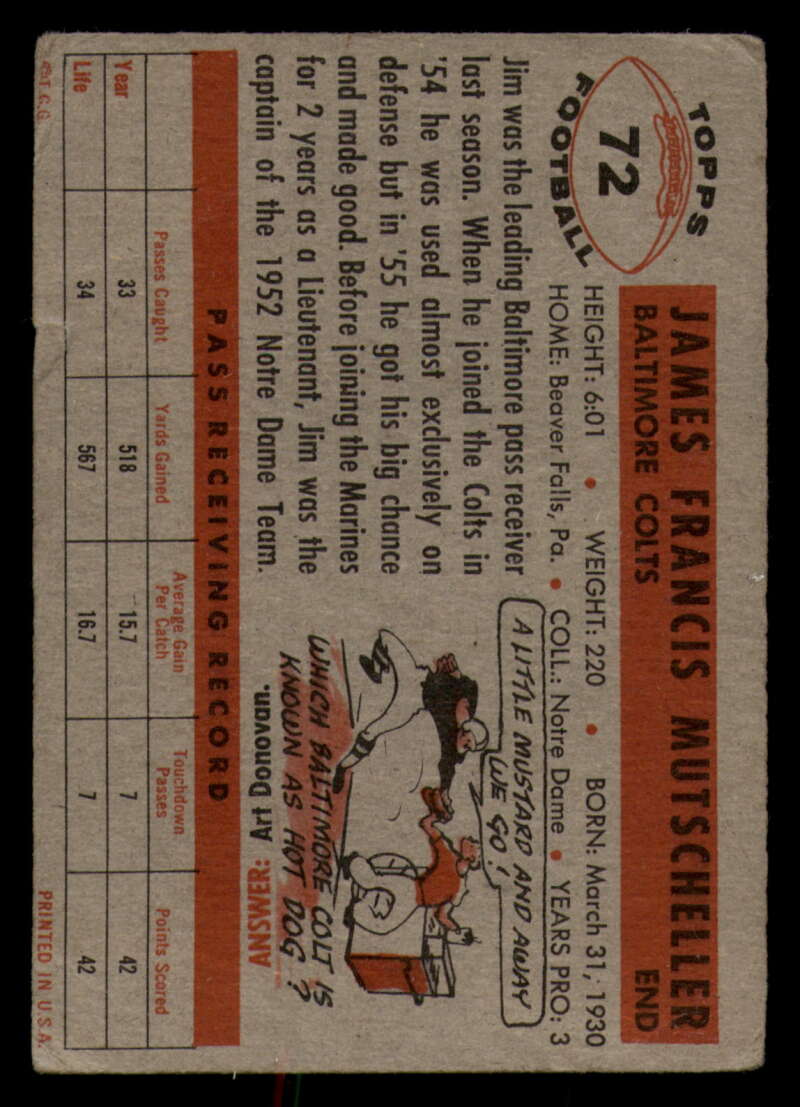 TOPPS
72
FOOTBALL
JAMES FRANCIS MUTSCHELLER
BALTIMORE COLTS END
HEIGHT: 6:01 • WEIGHT: 220 • BORN: March 31, 1930
HOME: Beaver Falls, Pa. • COLL.: Notre Dame • YEARS PRO: 3
Jim was the leading Baltimore pass receiver
last season. When he joined the Colts in
'54 he was used almost exclusively on
defense but in '55 he got his big chance
and made good. Before joining the Marines
for 2 years as a Lieutenant, Jim was the
captain of the 1952 Notre Dame Team.
A LITTLE MUSTARD AND AWAY
WE GO!
WHICH BALTIMORE COLT IS
KNOWN AS HOT DOG?
ANSWER: Art Donovan.
PASS RECEIVING RECORD
Passes Caught Yards Gained Average Gain Per Catch Touchdown Passes Points Scored
Year 33 518 15.7 7 42
Life 34 567 16.7 7 42
©T.C.G. PRINTED IN U.S.A.